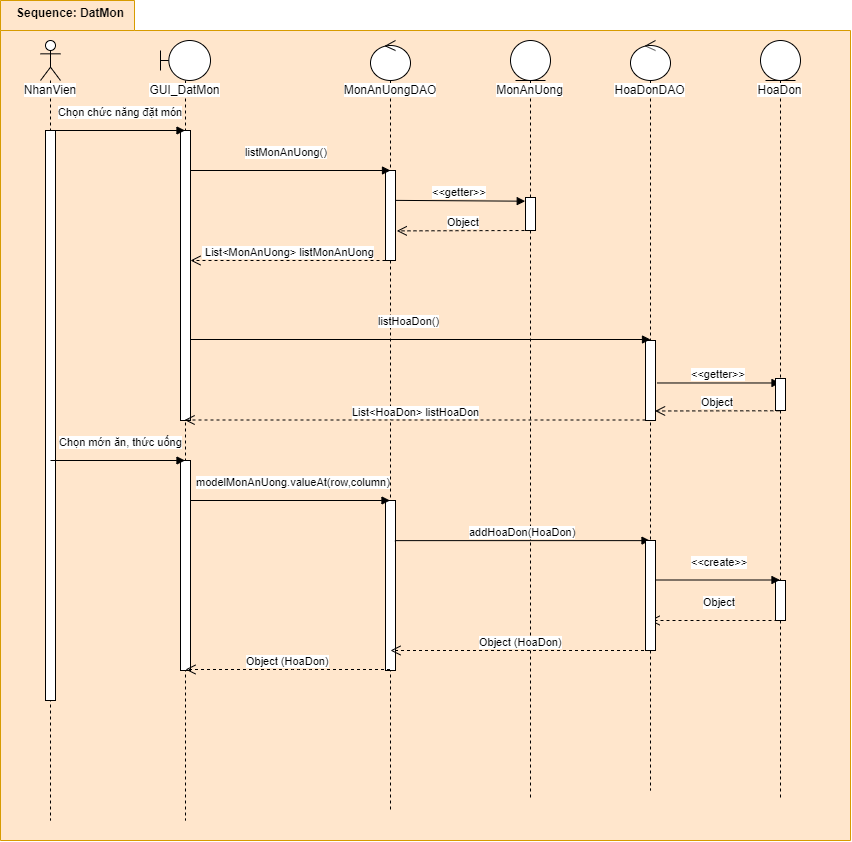 Sequence: DatMon
NhanVien
GUI_DatMon
MonAnUongDAO
MonAnUong
HoaDonDAO
HoaDon
Chọn chức năng đặt món
listMonAnUong()
<<getter>>
Object
List<MonAnUong> listMonAnUong
listHoaDon()
<<getter>>
Object
List<HoaDon> listHoaDon
Chọn mớn ăn, thức uống
modelMonAnUong.valueAt(row,column)
addHoaDon(HoaDon)
<<create>>
Object
Object (HoaDon)
Object (HoaDon)